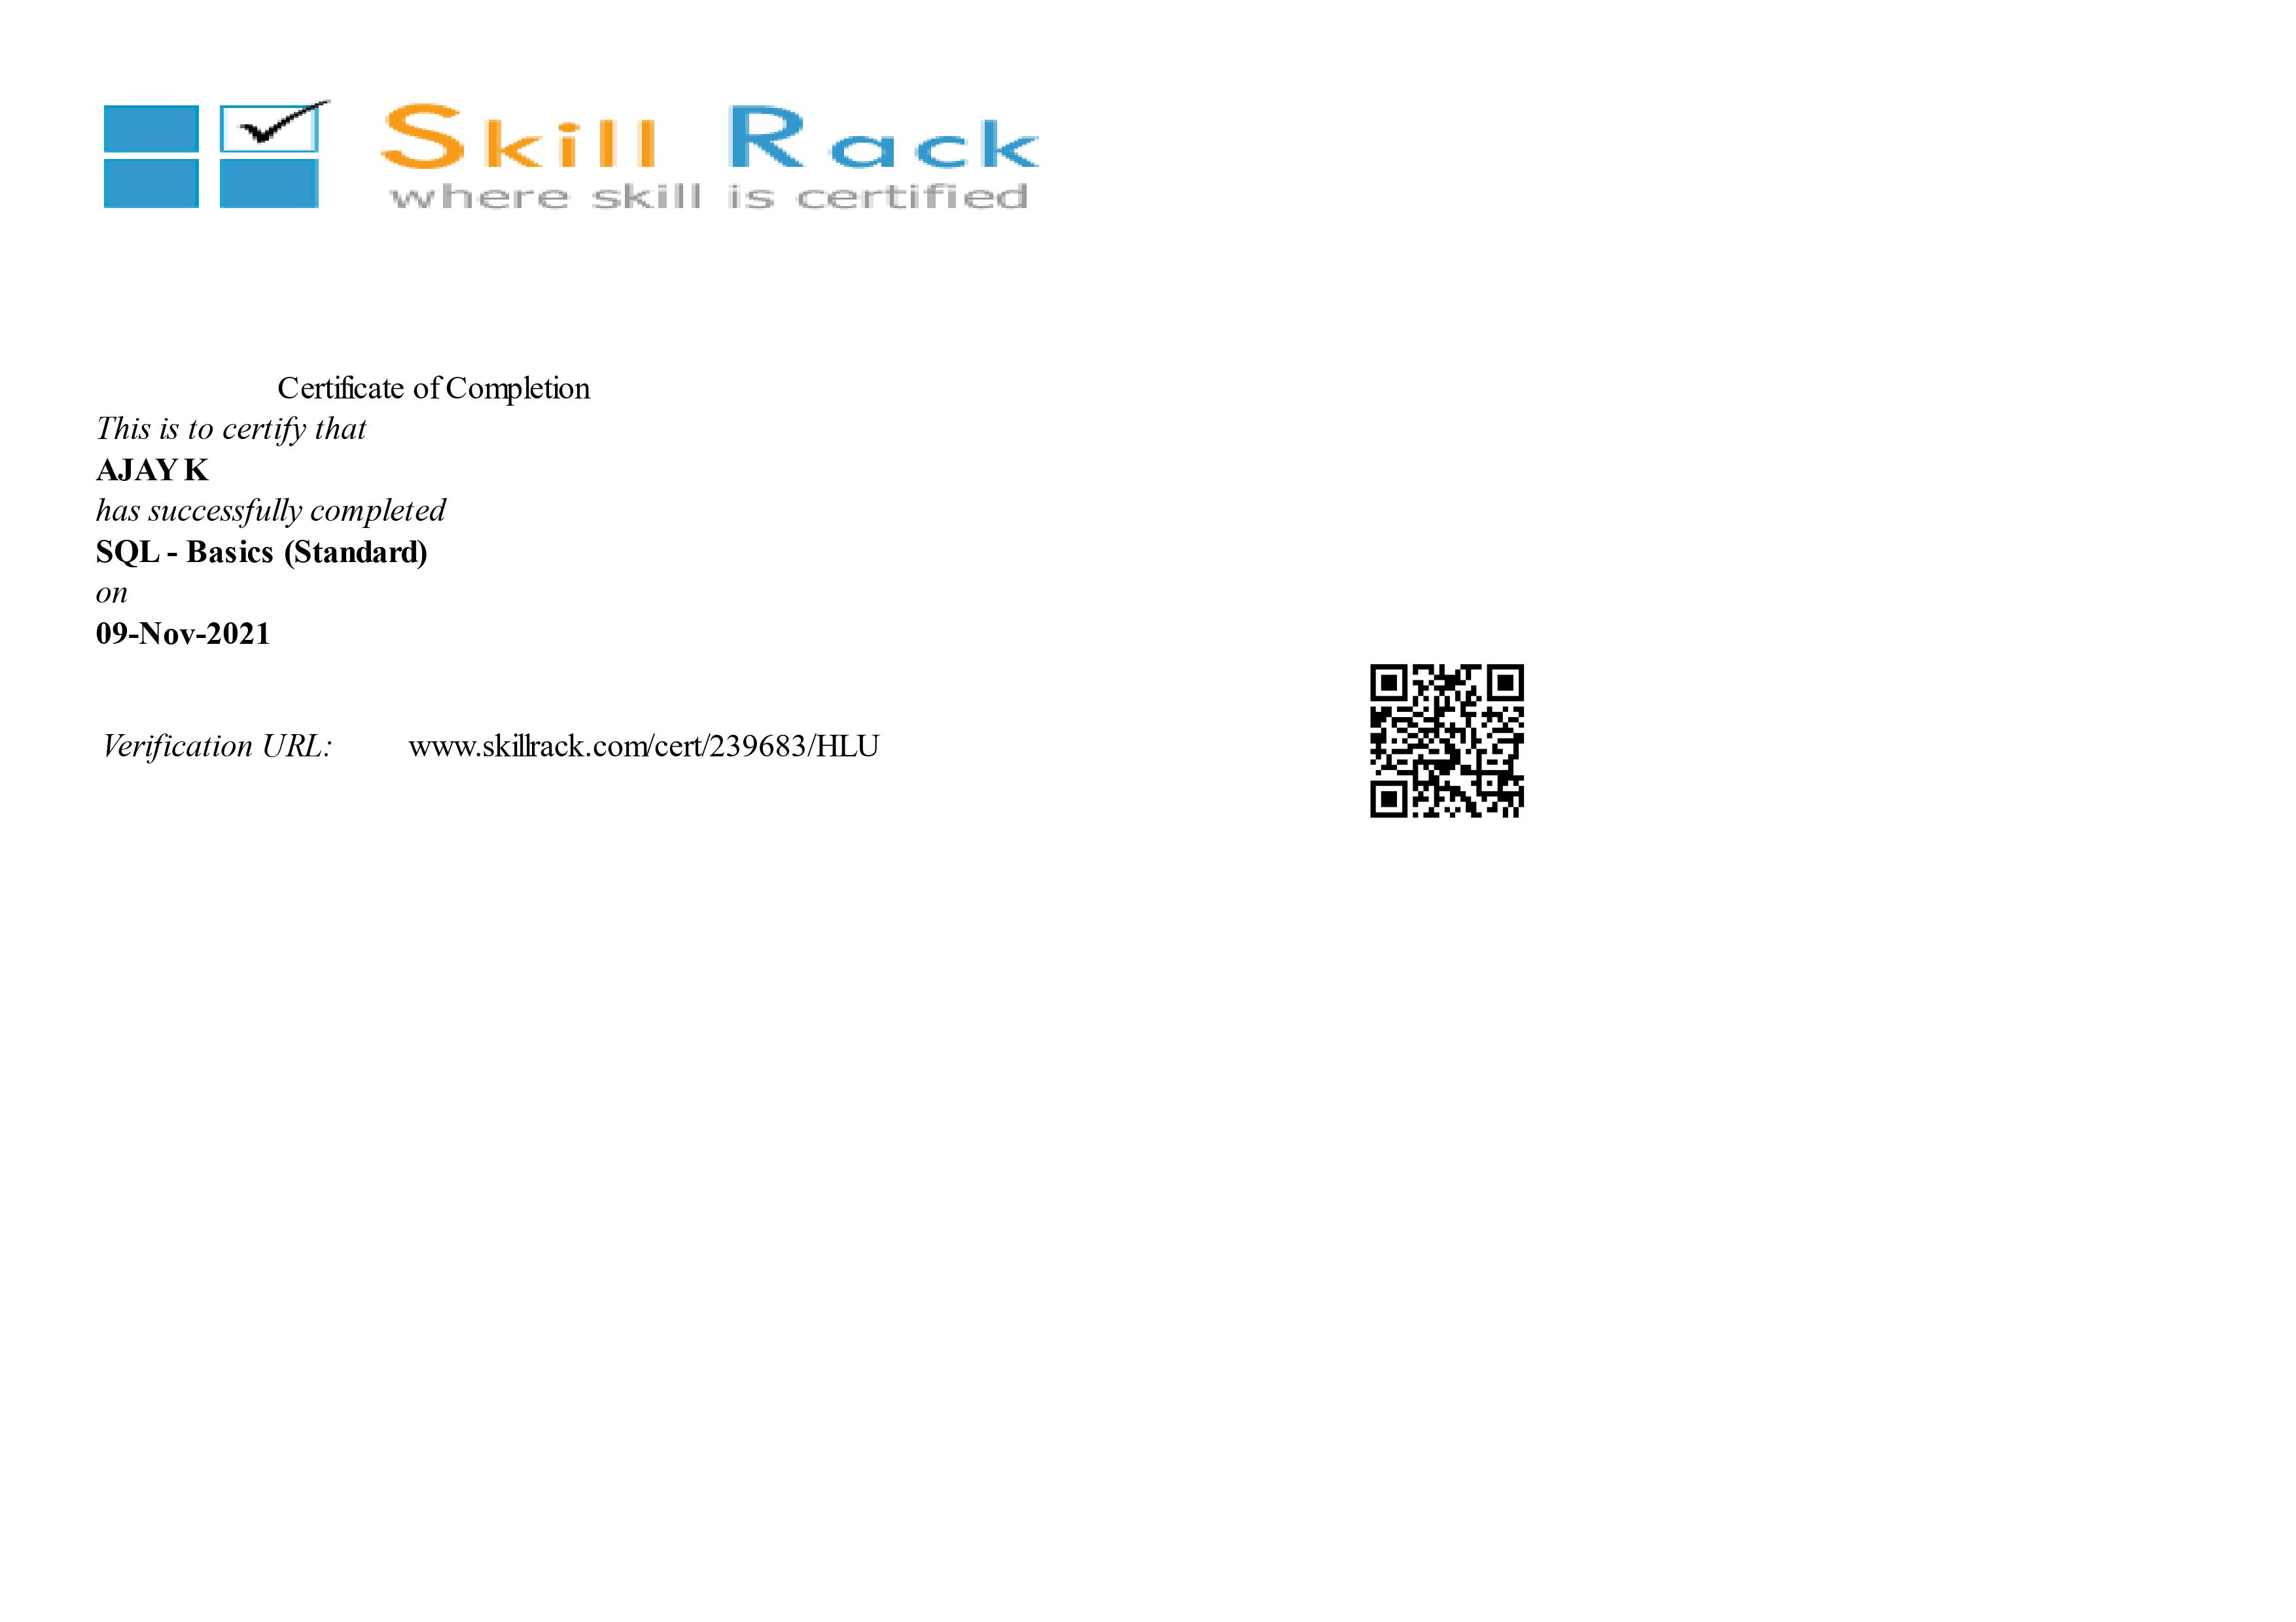 Skill Rack
where skill is certified
Certificate of Completion
This is to certify that
AJAY K
has successfully completed
SQL - Basics (Standard)
on
09-Nov-2021
Verification URL: www.skillrack.com/cert/239683/HLU